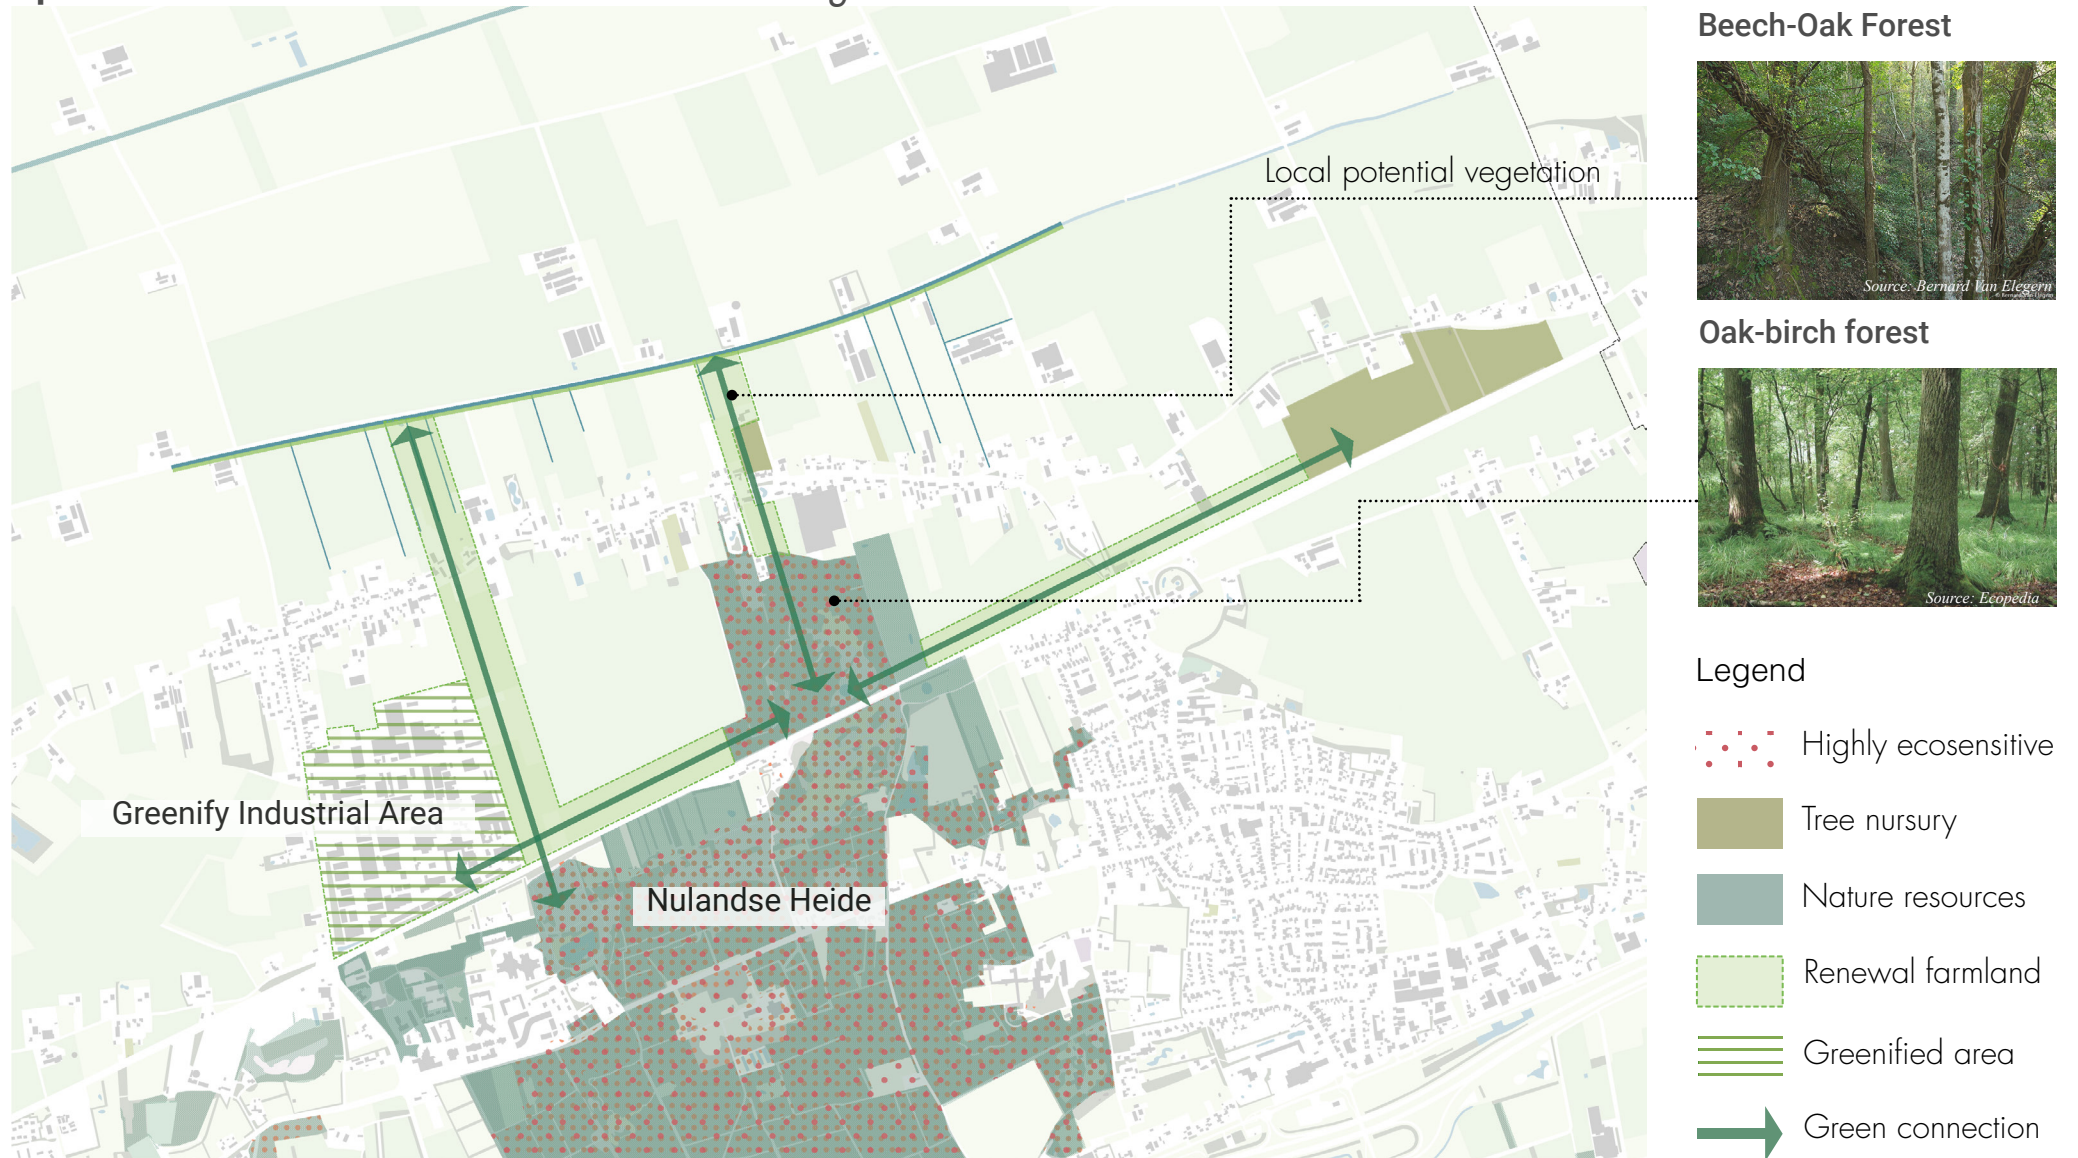 Beech-Oak Forest
Source: Bernard Van Elegern
Local potential vegetation
Oak-birch forest
Source: Ecopedia
Greenify Industrial Area
Nulandse Heide
Legend
Highly ecosensitive
Tree nursury
Nature resources
Renewal farmland
Greenified area
Green connection